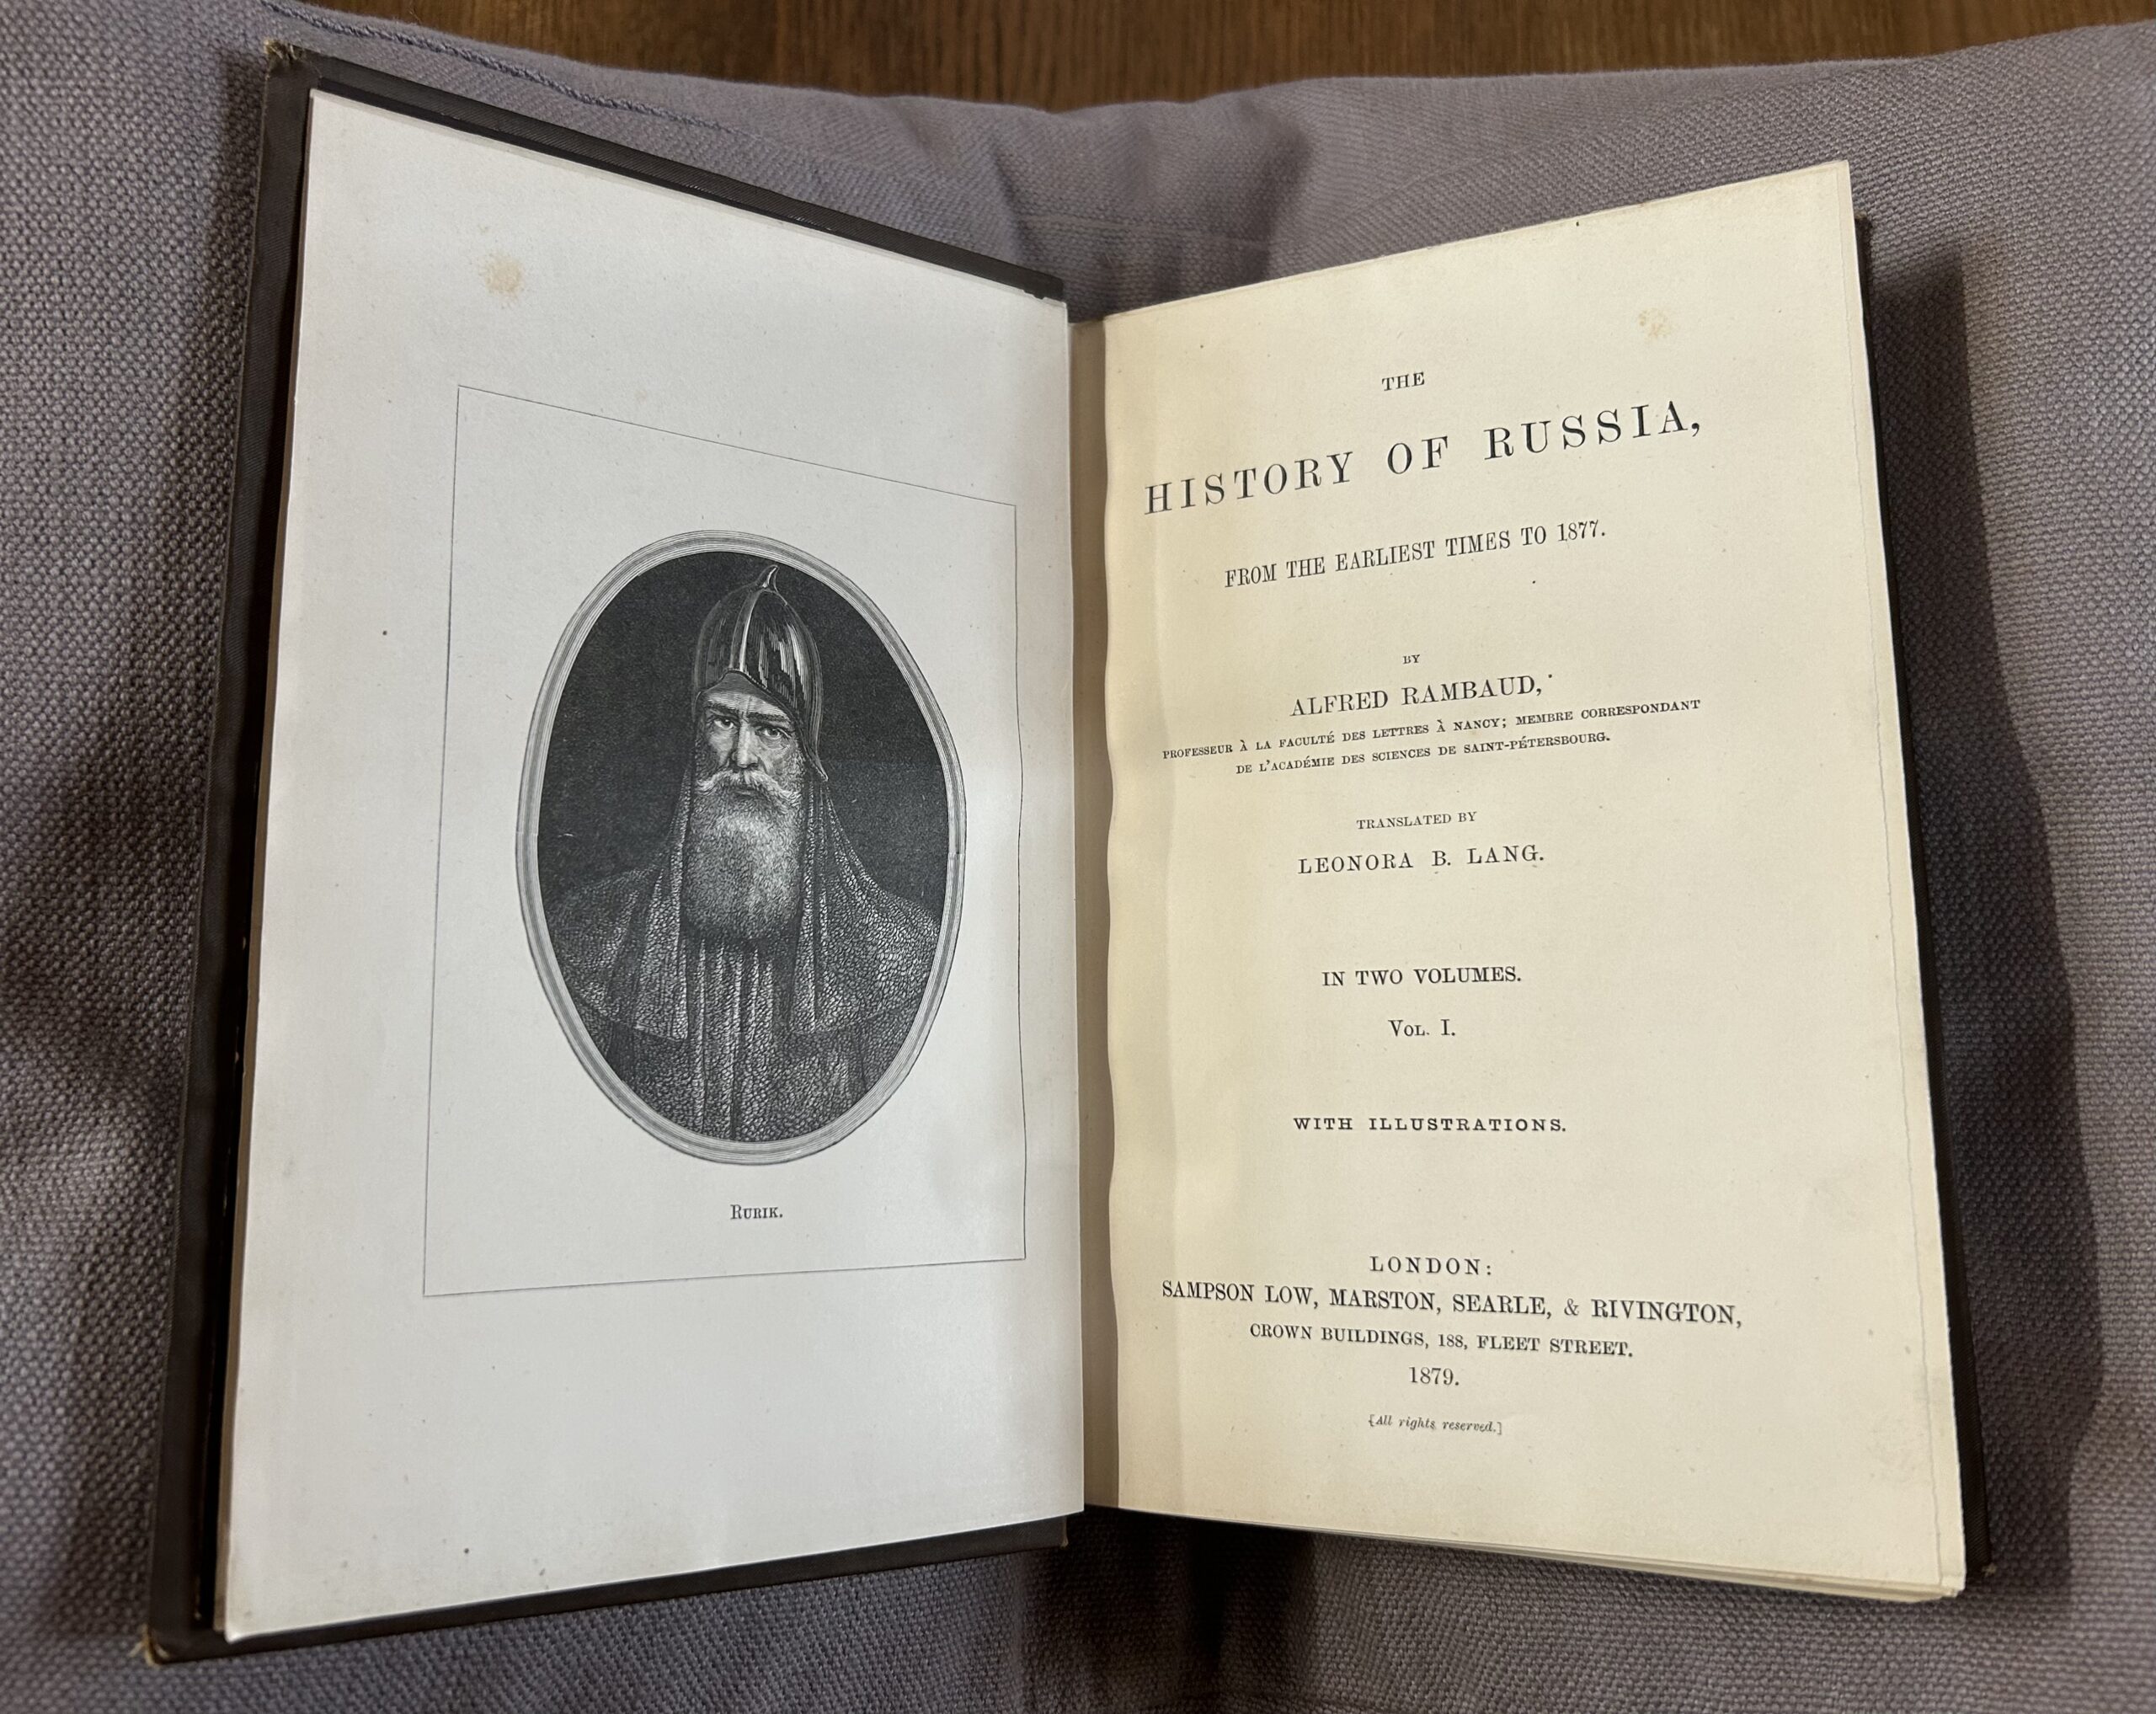 RURIK.
THE
HISTORY OF RUSSIA,
FROM THE EARLIEST TIMES TO 1877.
BY
ALFRED RAMBAUD,
PROFESSEUR À LA FACULTÉ DES LETTRES À NANCY; MEMBRE CORRESPONDANT
DE L'ACADÉMIE DES SCIENCES DE SAINT-PÉTERSBOURG.
TRANSLATED BY
LEONORA B. LANG.
IN TWO VOLUMES.
VOL. I.
WITH ILLUSTRATIONS.
LONDON:
SAMPSON LOW, MARSTON, SEARLE, & RIVINGTON,
CROWN BUILDINGS, 188, FLEET STREET.
1879.
[All rights reserved.]